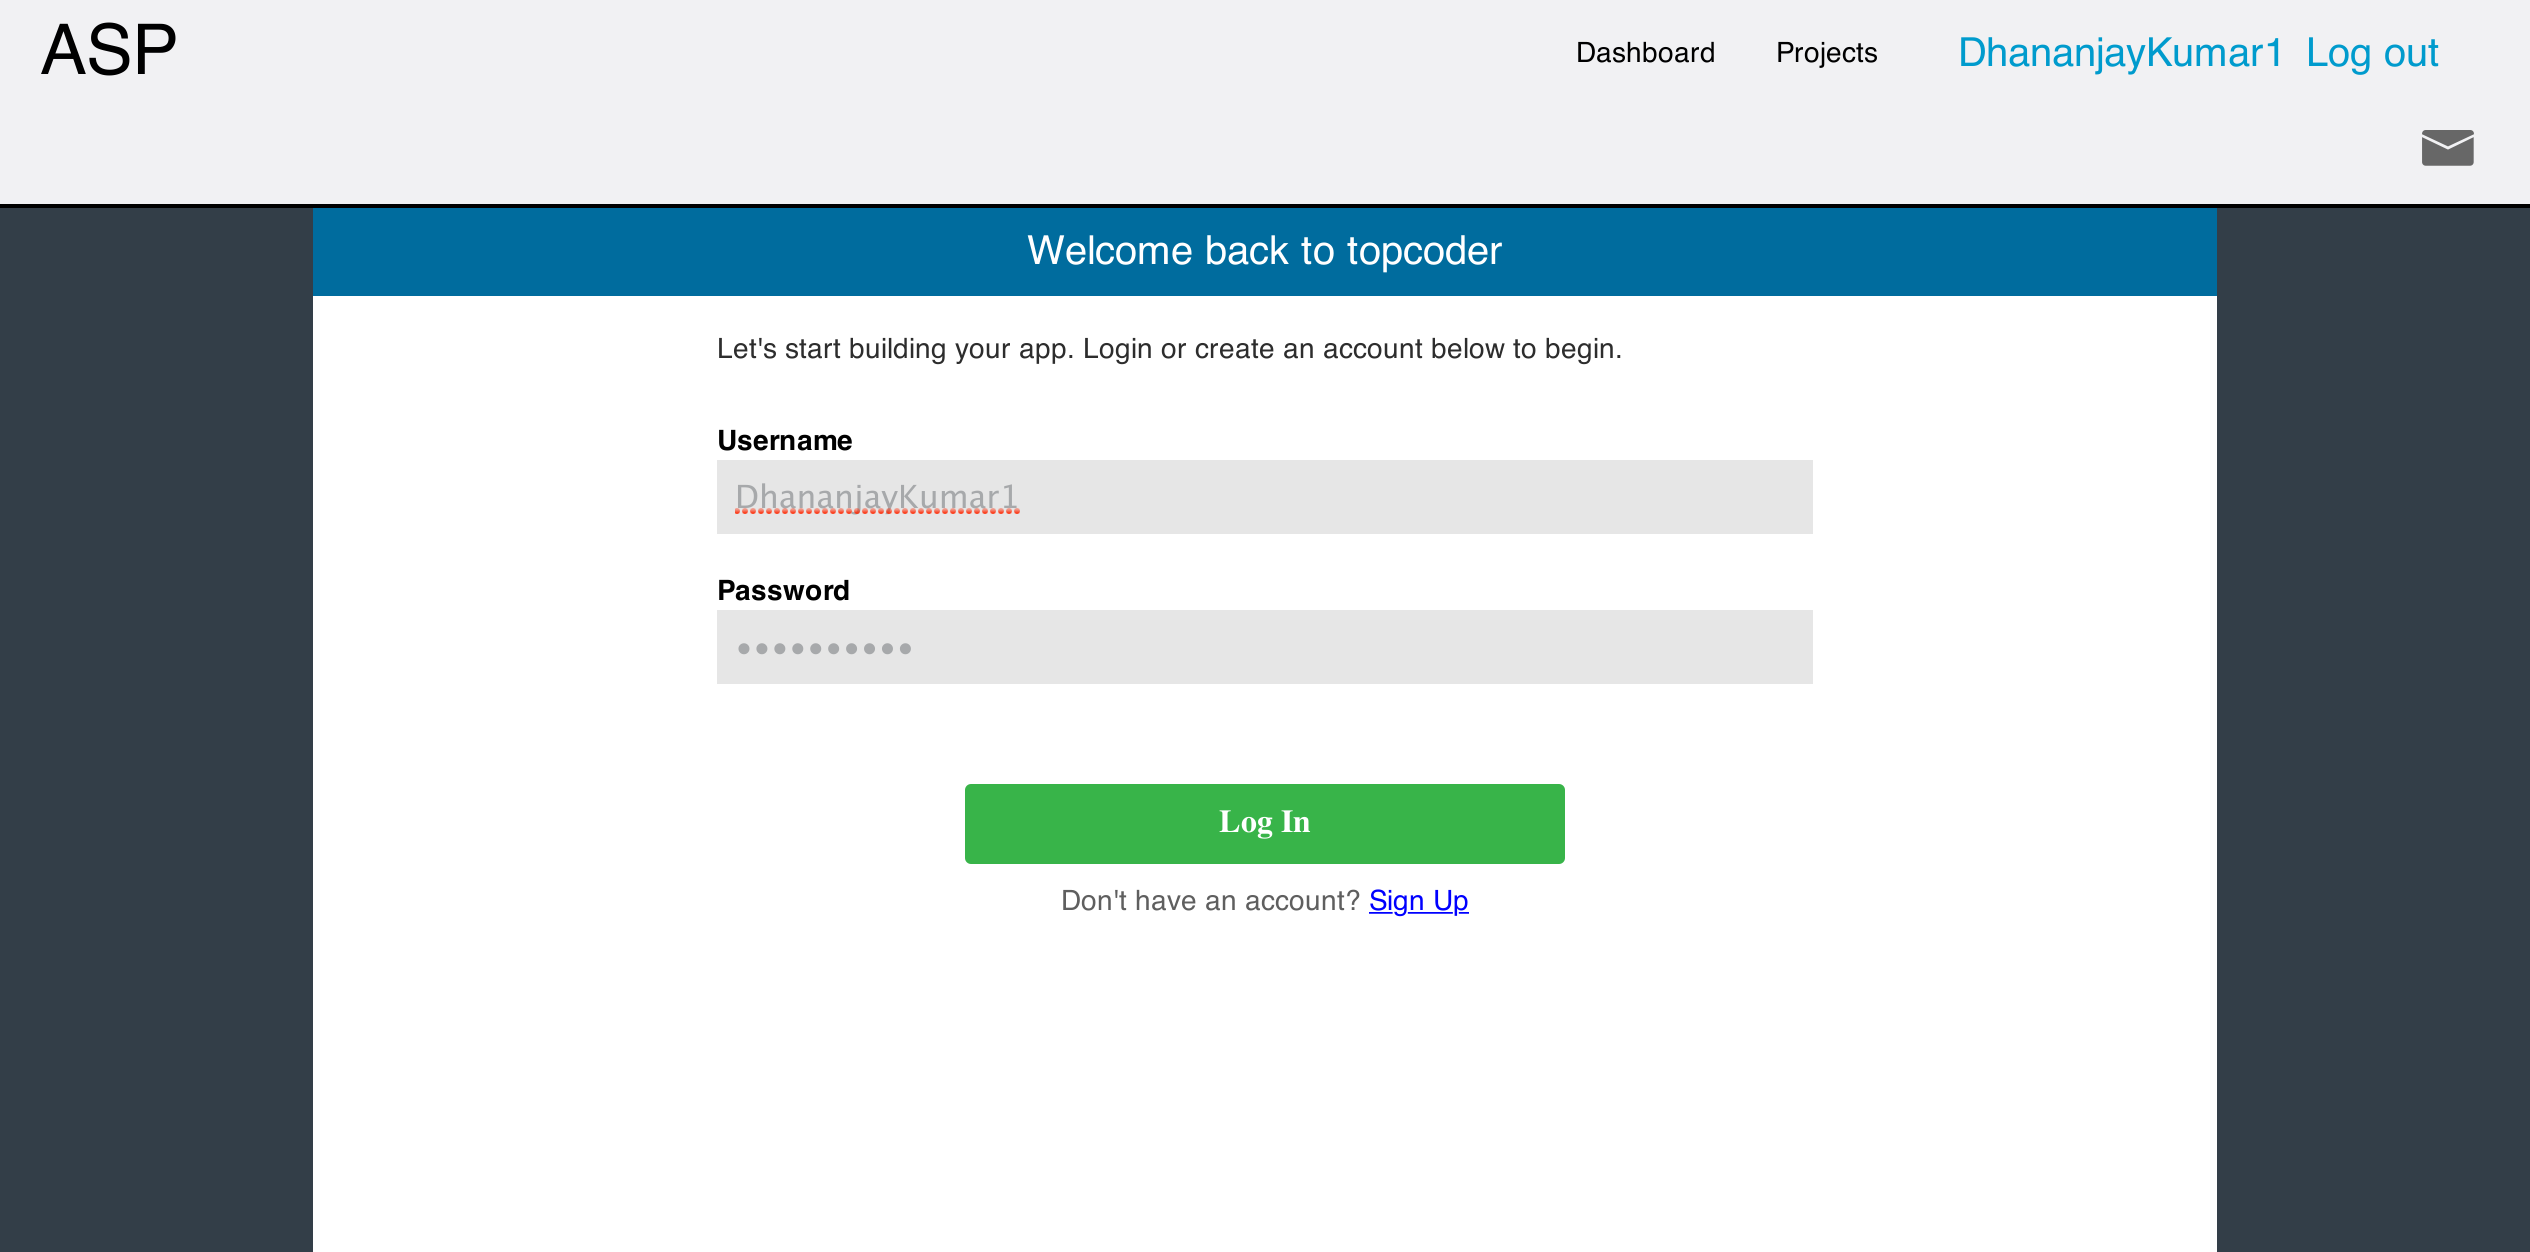 ASP
Dashboard Projects DhananjayKumar1 Log out
Welcome back to topcoder
Let's start building your app. Login or create an account below to begin.
Username
DhananjayKumar1
Password
••••••••••
Log In
Don't have an account? Sign Up